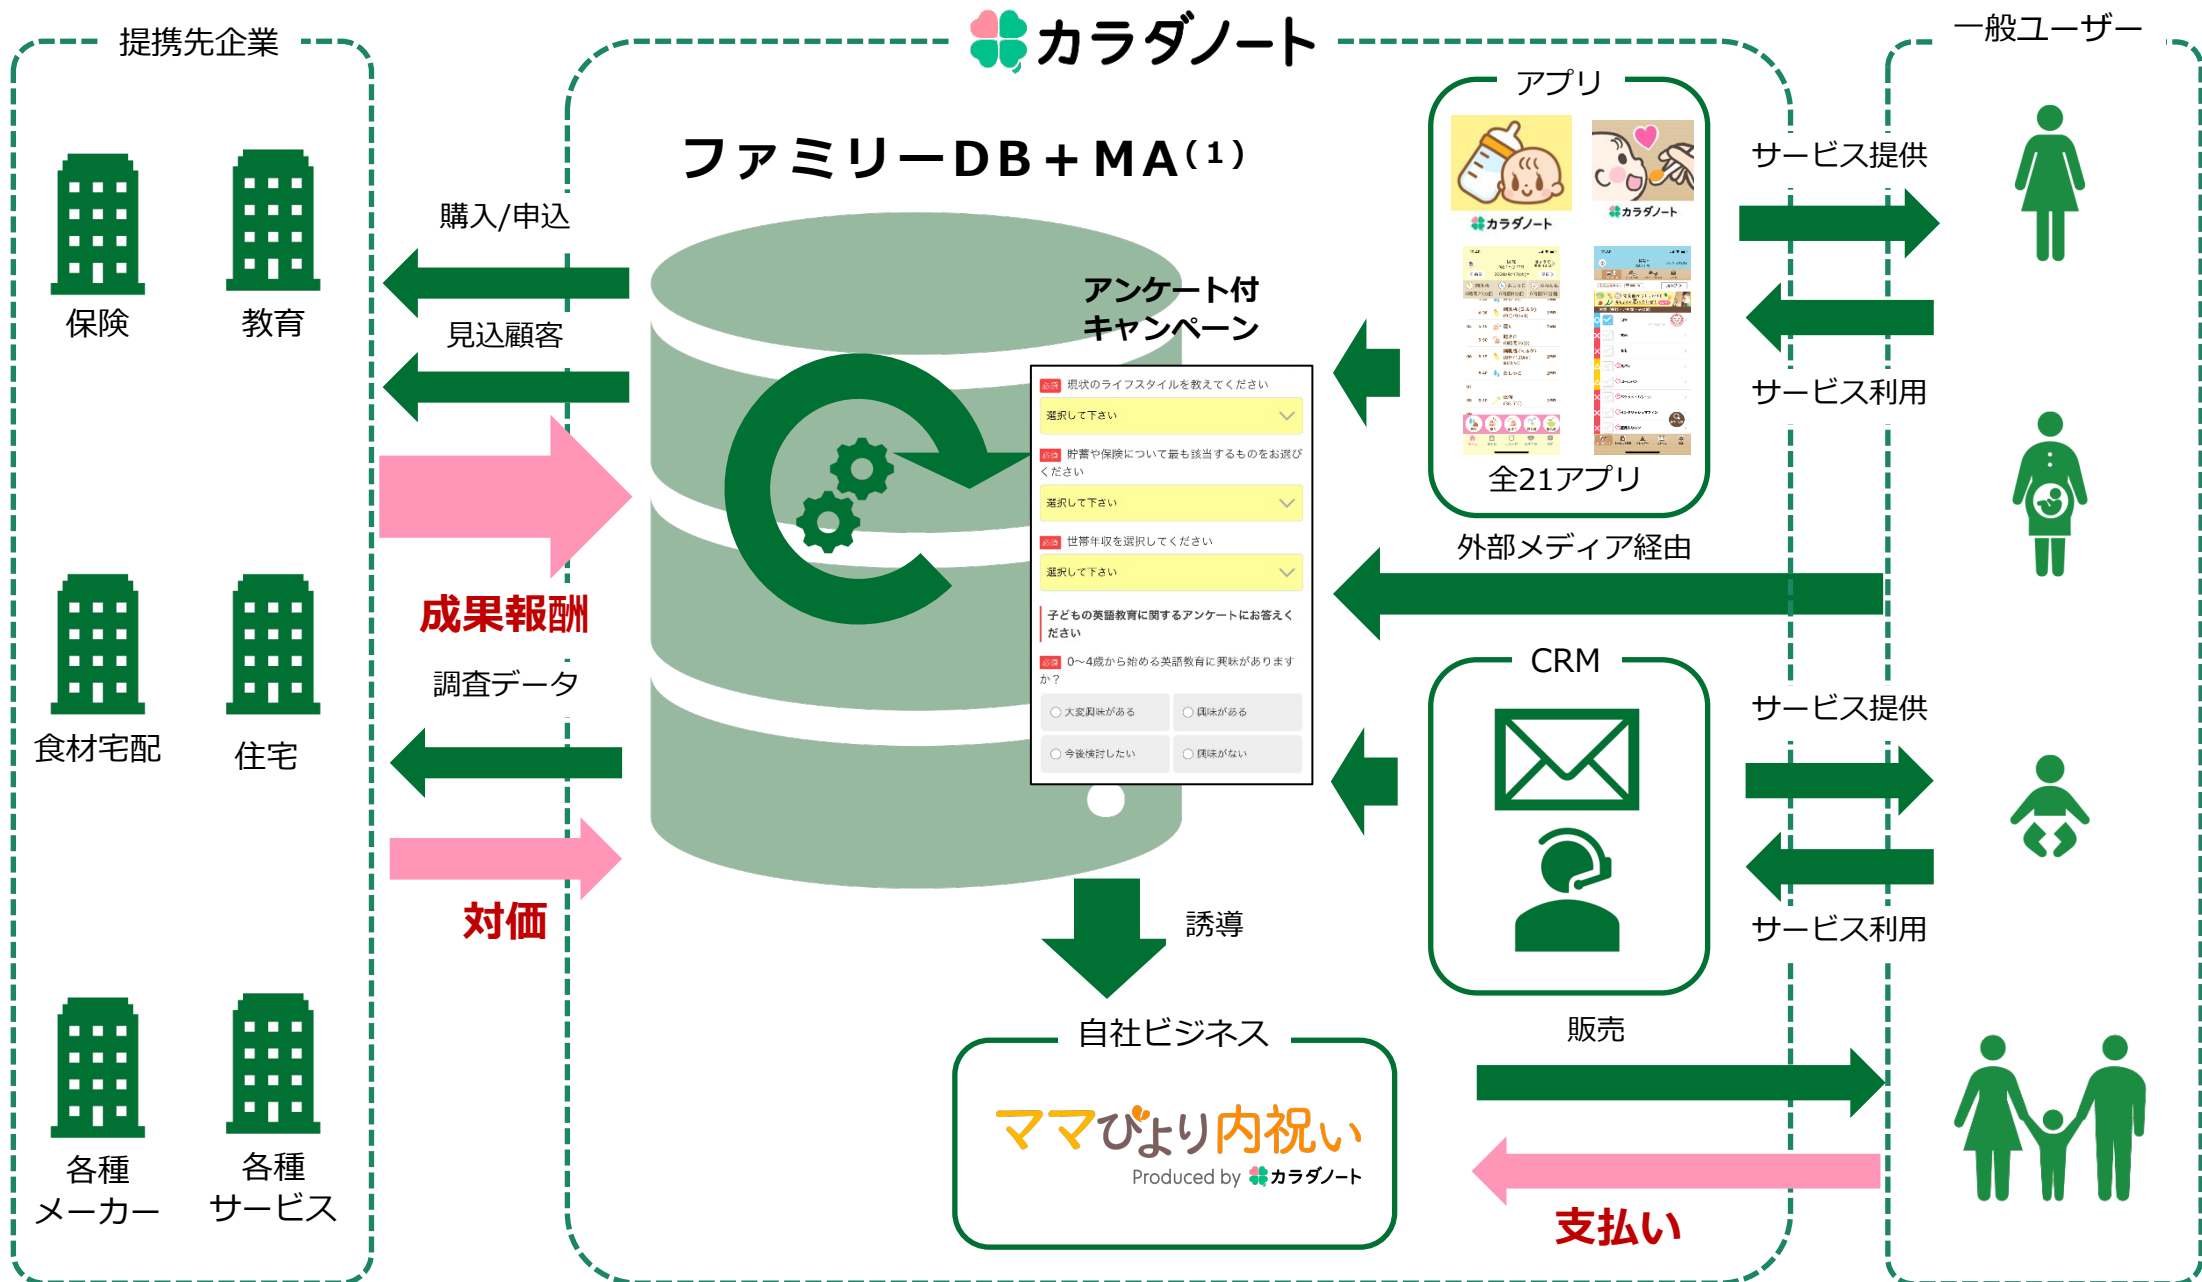 提携先企業
カラダノート
一般ユーザー
保険
教育
食材宅配
住宅
各種
メーカー
各種
サービス
購入/申込
見込顧客
成果報酬
調査データ
対価
ファミリーDB+MA(1)
アンケート付
キャンペーン
必須 現状のライフスタイルを教えてください
選択して下さい
必須 貯蓄や保険について最も該当するものをお選び
ください
選択して下さい
必須 世帯年収を選択してください
選択して下さい
子どもの英語教育に関するアンケートにお答えく
ださい
必須 0〜4歳から始める英語教育に興味があります
か?
大変興味がある
興味がある
今後検討したい
興味がない
アプリ
カラダノート
カラダノート
全21アプリ
外部メディア経由
CRM
サービス提供
サービス利用
サービス提供
サービス利用
誘導
自社ビジネス
ママびより内祝い
Produced by カラダノート
販売
支払い